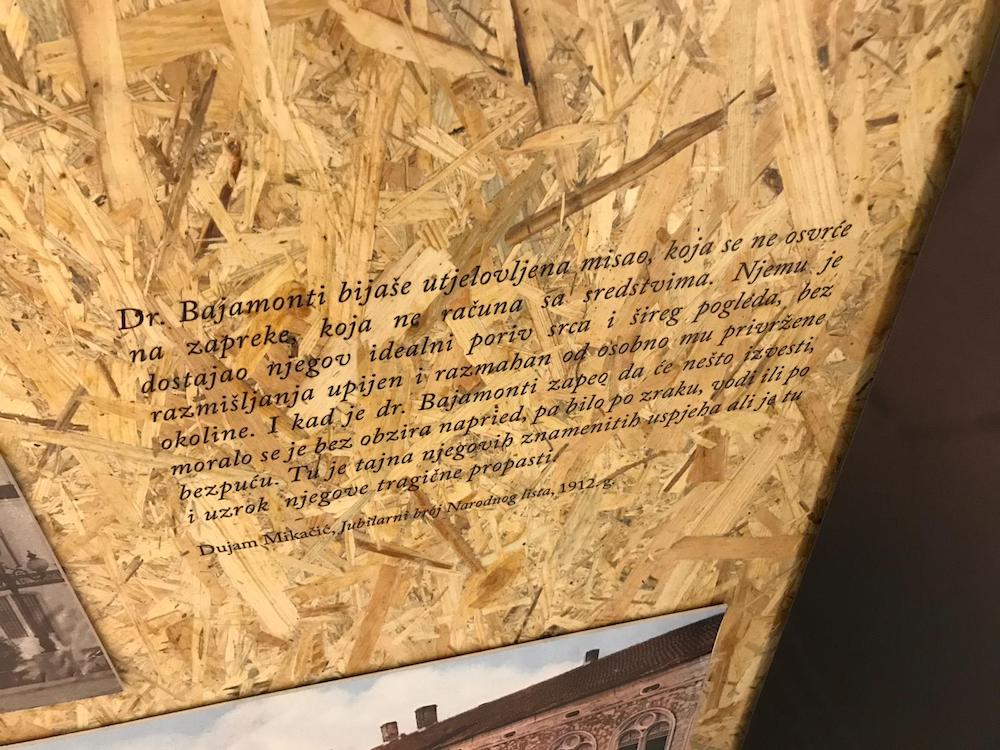 Dr. Bajamonti bijaše utjelovljena misao, koja se ne osvrće
na zapreke, koja ne računa sa sredstvima. Njemu je
dostajao njegov idealni poriv srca i šireg pogleda, bez
razmišljanja upijen i razmahan od osobno mu privržene
okoline. I kad je dr. Bajamonti zapeo da će nešto izvesti,
moralo se je bez obzira napried, pa bilo po zraku, vodi ili po
bezpuću. Tu je tajna njegovih znamenitih uspjeha ali je tu
i uzrok njegove tragične propasti.
Dujam Mikačić, Jubilarni broj Narodnog lista, 1912. g.